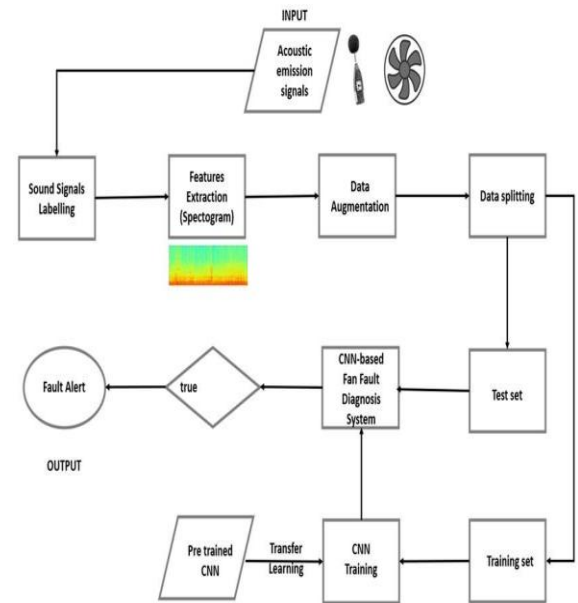 INPUT
Acoustic
emission
signals
Sound Signals
Labelling
Features
Extraction
(Spectogram)
Data
Augmentation
Data splitting
Fault Alert
true
CNN-based
Fan Fault
Diagnosis
System
Test set
OUTPUT
Pre trained
CNN
Transfer
Learning
CNN
Training
Training set